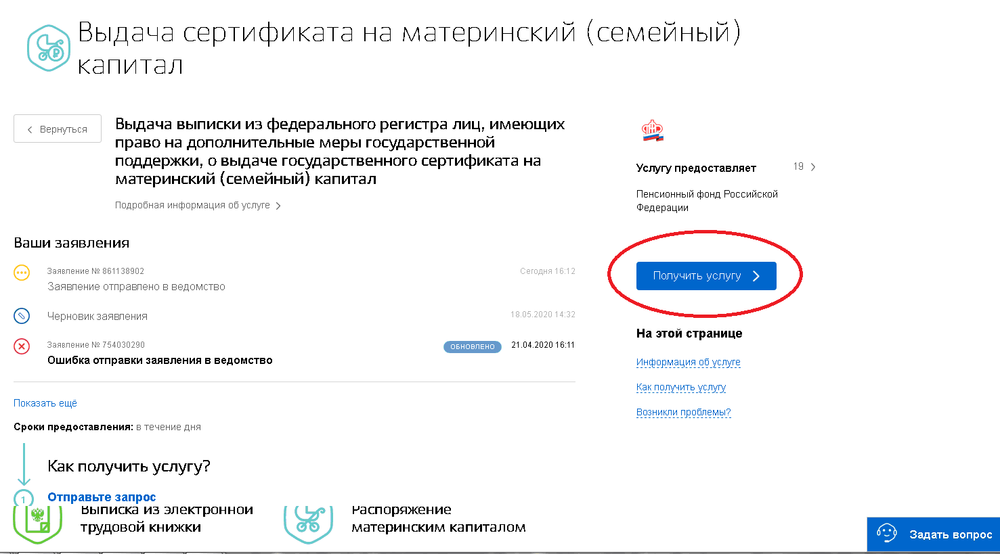 Выдача сертификата на материнский (семейный)
капитал
Вернуться
Выдача выписки из федерального регистра лиц, имеющих
право на дополнительные меры государственной
поддержки, о выдаче государственного сертификата на
материнский (семейный) капитал
Подробная информация об услуге
Ваши заявления
Заявление № 861138902
Сегодня 16:12
Заявление отправлено в ведомство
Черновик заявления
18.05.2020 14:32
Заявление № 754030290
ОБНОВЛЕНО
21.04.2020 16:11
Ошибка отправки заявления в ведомство
Показать ещё
Сроки предоставления: в течение дня
Как получить услугу?
1
Отправьте запрос
Выписка из электронной
трудовой книжки
Распоряжение
материнским капиталом
Услугу предоставляет
19
Пенсионный фонд Российской
Федерации
Получить услугу
На этой странице
Информация об услуге
Как получить услугу
Возникли проблемы?
Задать вопрос